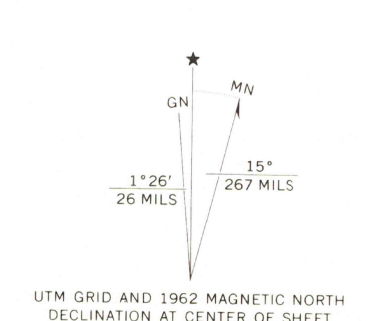 MN
GN
15°
267 MILS
1°26'
26 MILS
UTM GRID AND 1962 MAGNETIC NORTH
DECLINATION AT CENTER OF SHEET